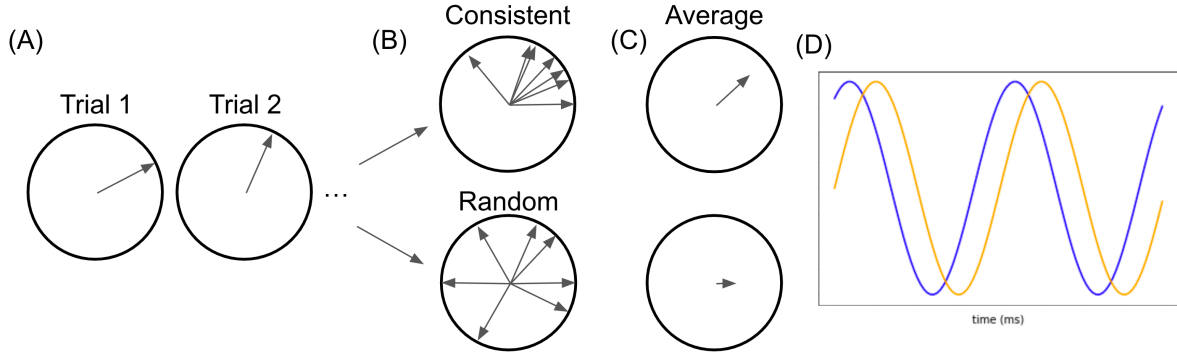 (A)
Trial 1
Trial 2
...
(B)
Consistent
Random
(C)
Average
(D)
time (ms)